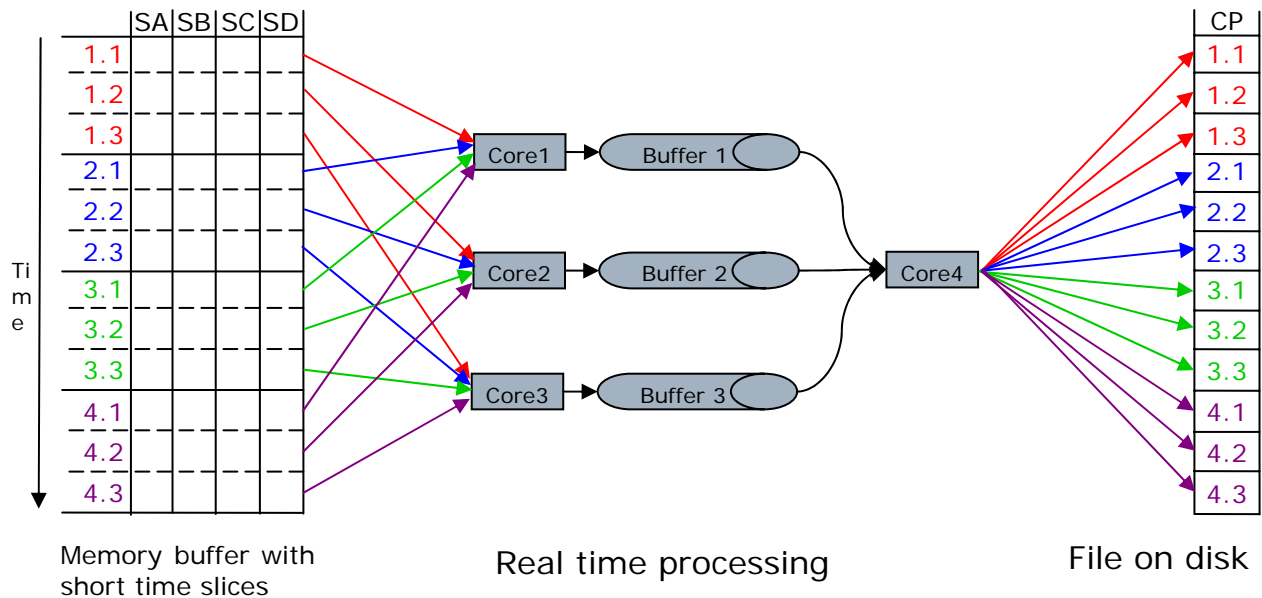 SA SB SC SD
CP
1.1
1.2
1.3
2.1
2.2
2.3
3.1
3.2
3.3
4.1
4.2
4.3
Ti
m
e
Core1
Buffer 1
Core2
Buffer 2
Core3
Buffer 3
Core4
1.1
1.2
1.3
2.1
2.2
2.3
3.1
3.2
3.3
4.1
4.2
4.3
Memory buffer with
short time slices
Real time processing
File on disk